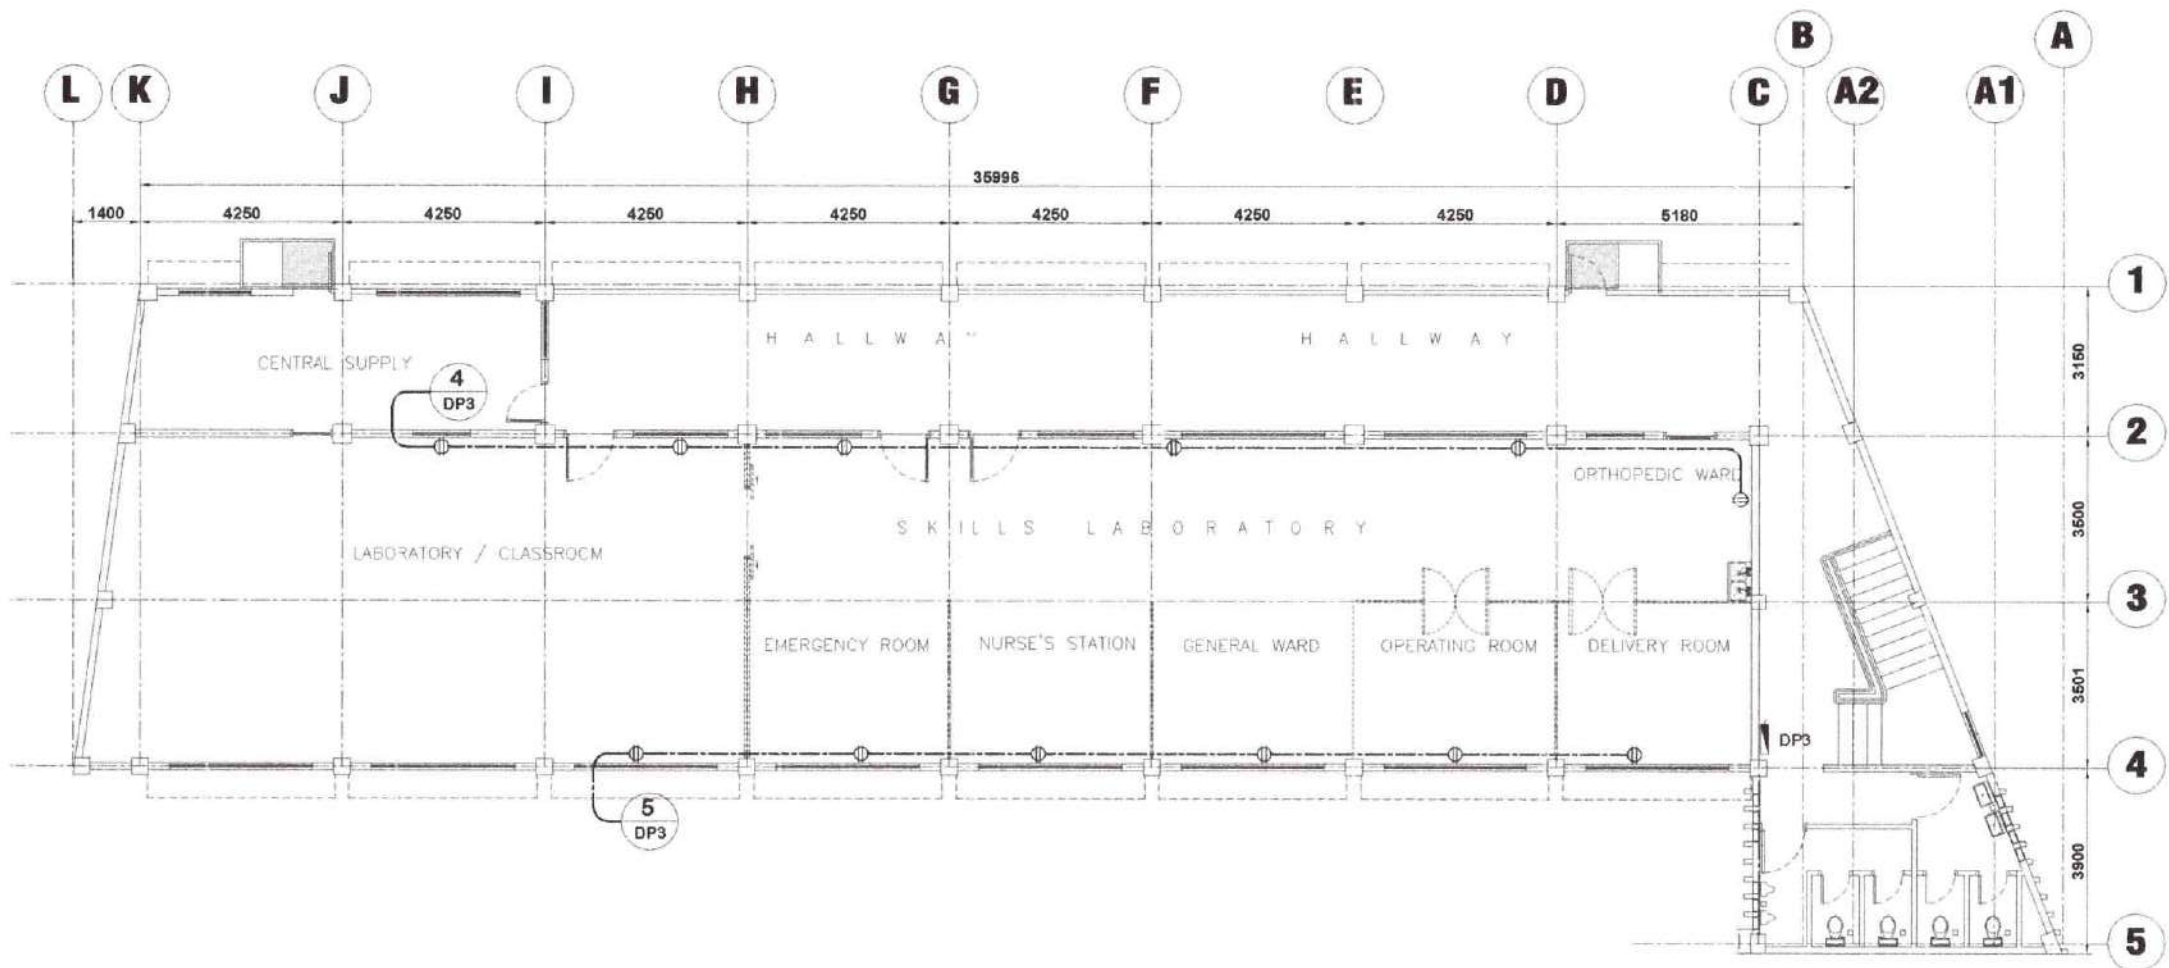 B A
L K J I H G F E D C A2 A1
35996
1400 4250 4250 4250 4250 4250 4250 4250 5180
1
HALLWAY HALLWAY
CENTRAL SUPPLY
3150
4
DP3
2
ORTHOPEDIC WARD
SKILLS LABORATORY
3500
LABORATORY / CLASSROOM
3
EMERGENCY ROOM NURSE'S STATION GENERAL WARD OPERATING ROOM DELIVERY ROOM
3501
DP3
4
5
DP3
3900
5